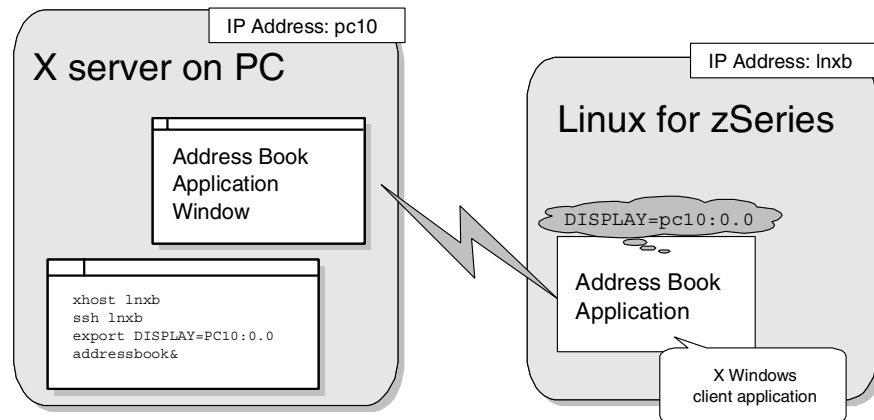 IP Address: pc10
X server on PC
Address Book
Application
Window
xhost lnxb
ssh lnxb
export DISPLAY=PC10:0.0
addressbook&
IP Address: lnxb
Linux for zSeries
DISPLAY=pc10:0.0
Address Book
Application
X Windows
client application